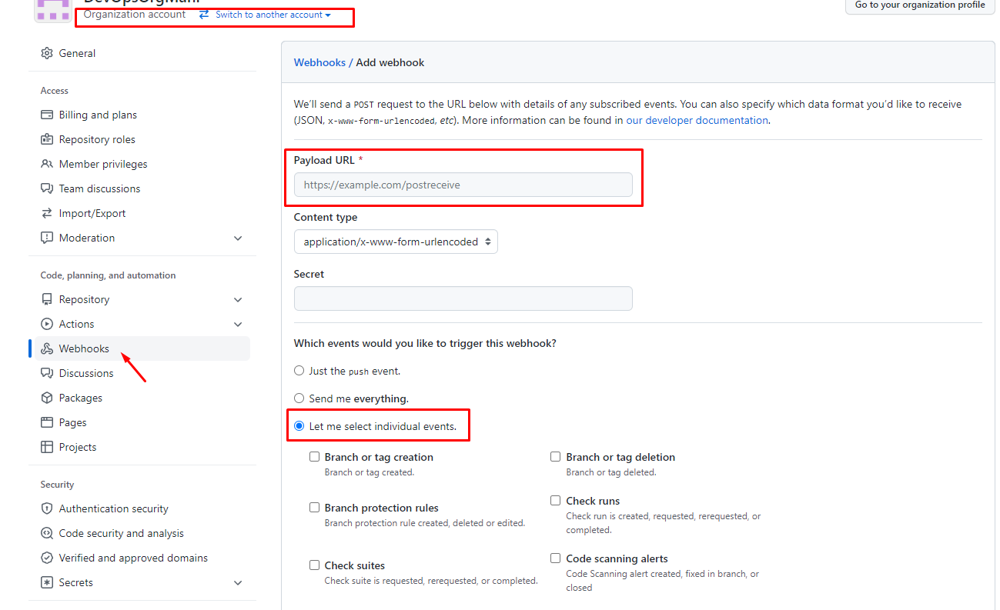 Organization account Switch to another account
Go to your organization profile
General
Access
Billing and plans
Repository roles
Member privileges
Team discussions
Import/Export
Moderation
Code, planning, and automation
Repository
Actions
Webhooks
Discussions
Packages
Pages
Projects
Security
Authentication security
Code security and analysis
Verified and approved domains
Secrets
Webhooks / Add webhook
We'll send a POST request to the URL below with details of any subscribed events. You can also specify which data format you'd like to receive
(JSON, x-www-form-urlencoded, etc). More information can be found in our developer documentation.
Payload URL *
https://example.com/postreceive
Content type
application/x-www-form-urlencoded
Secret
Which events would you like to trigger this webhook?
Just the push event.
Send me everything.
Let me select individual events.
Branch or tag creation
Branch or tag created.
Branch or tag deletion
Branch or tag deleted.
Branch protection rules
Branch protection rule created, deleted or edited.
Check runs
Check run is created, requested, rerequested, or
completed.
Check suites
Check suite is requested, rerequested, or completed.
Code scanning alerts
Code Scanning alert created, fixed in branch, or
closed